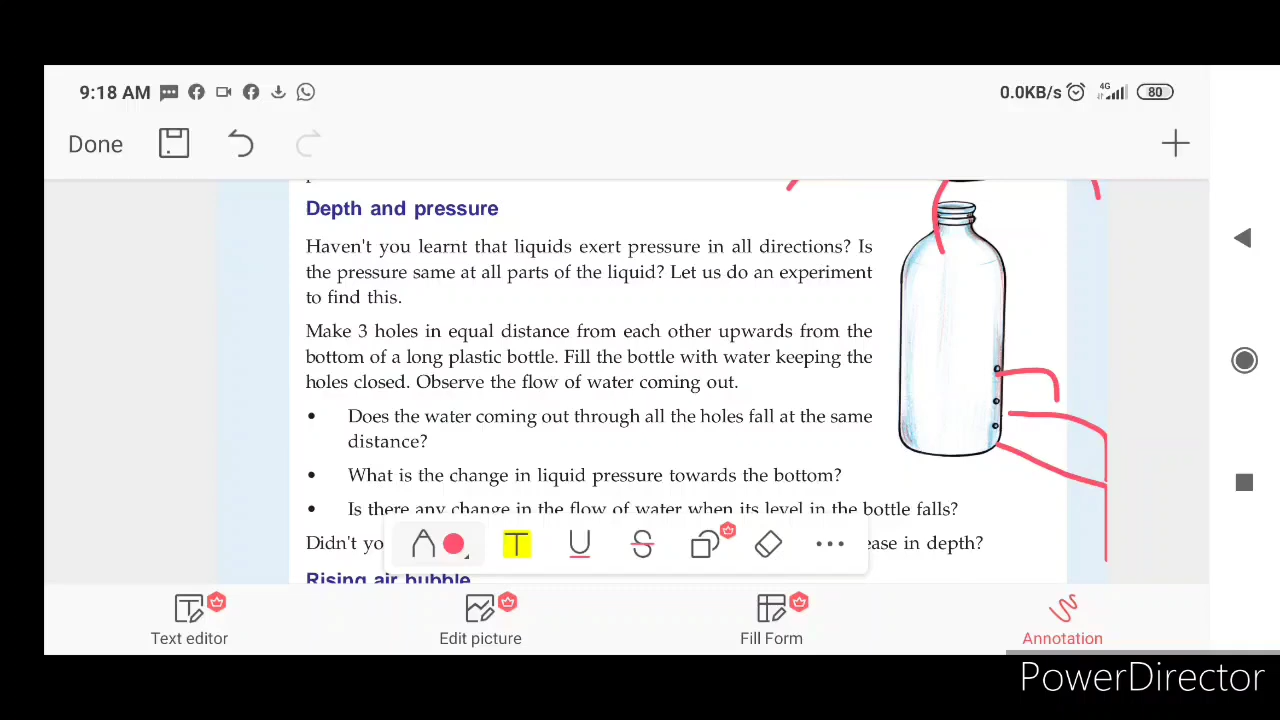 9:18 AM
0.0KB/s 4G 80
Done
Depth and pressure
Haven't you learnt that liquids exert pressure in all directions? Is
the pressure same at all parts of the liquid? Let us do an experiment
to find this.
Make 3 holes in equal distance from each other upwards from the
bottom of a long plastic bottle. Fill the bottle with water keeping the
holes closed. Observe the flow of water coming out.
• Does the water coming out through all the holes fall at the same
distance?
• What is the change in liquid pressure towards the bottom?
• Is there any change in the flow of water when its level in the bottle falls?
Didn't yo ease in depth?
Rising air bubble
Text editor
Edit picture
Fill Form
Annotation
PowerDirector